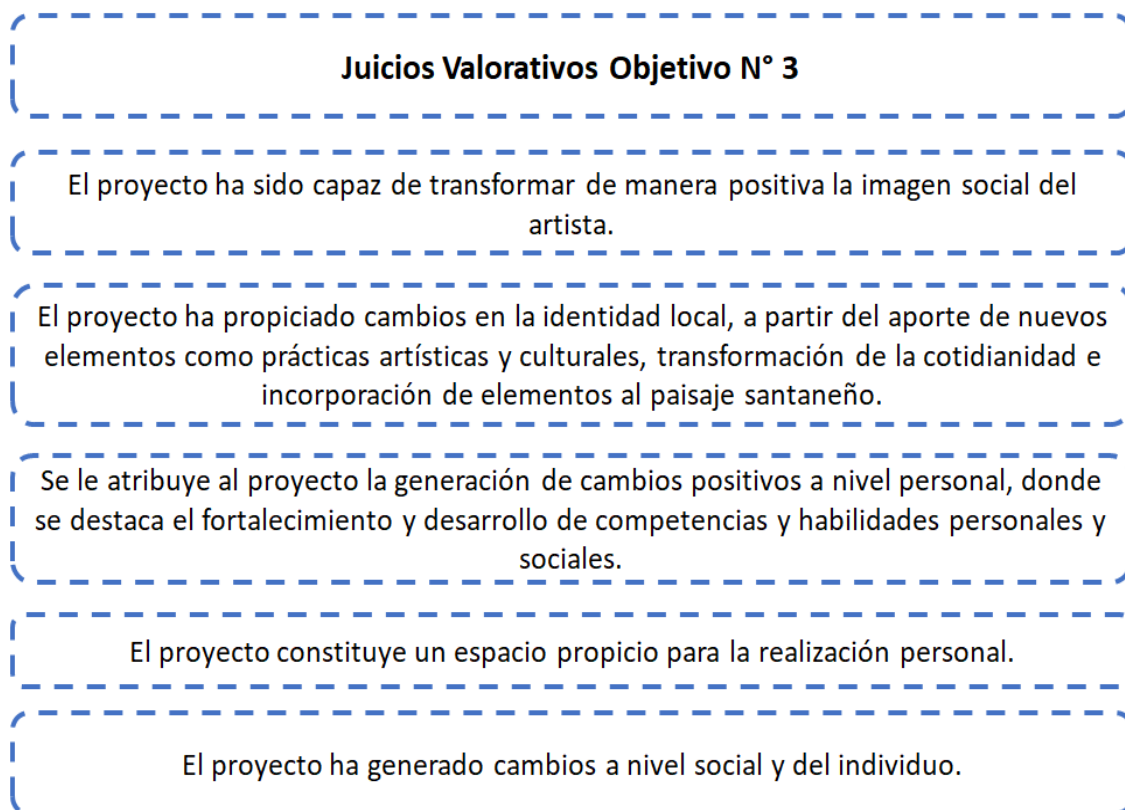 Juicios Valorativos Objetivo N° 3
El proyecto ha sido capaz de transformar de manera positiva la imagen social del
artista.
El proyecto ha propiciado cambios en la identidad local, a partir del aporte de nuevos
elementos como prácticas artísticas y culturales, transformación de la cotidianidad e
incorporación de elementos al paisaje santaneño.
Se le atribuye al proyecto la generación de cambios positivos a nivel personal, donde
se destaca el fortalecimiento y desarrollo de competencias y habilidades personales y
sociales.
El proyecto constituye un espacio propicio para la realización personal.
El proyecto ha generado cambios a nivel social y del individuo.